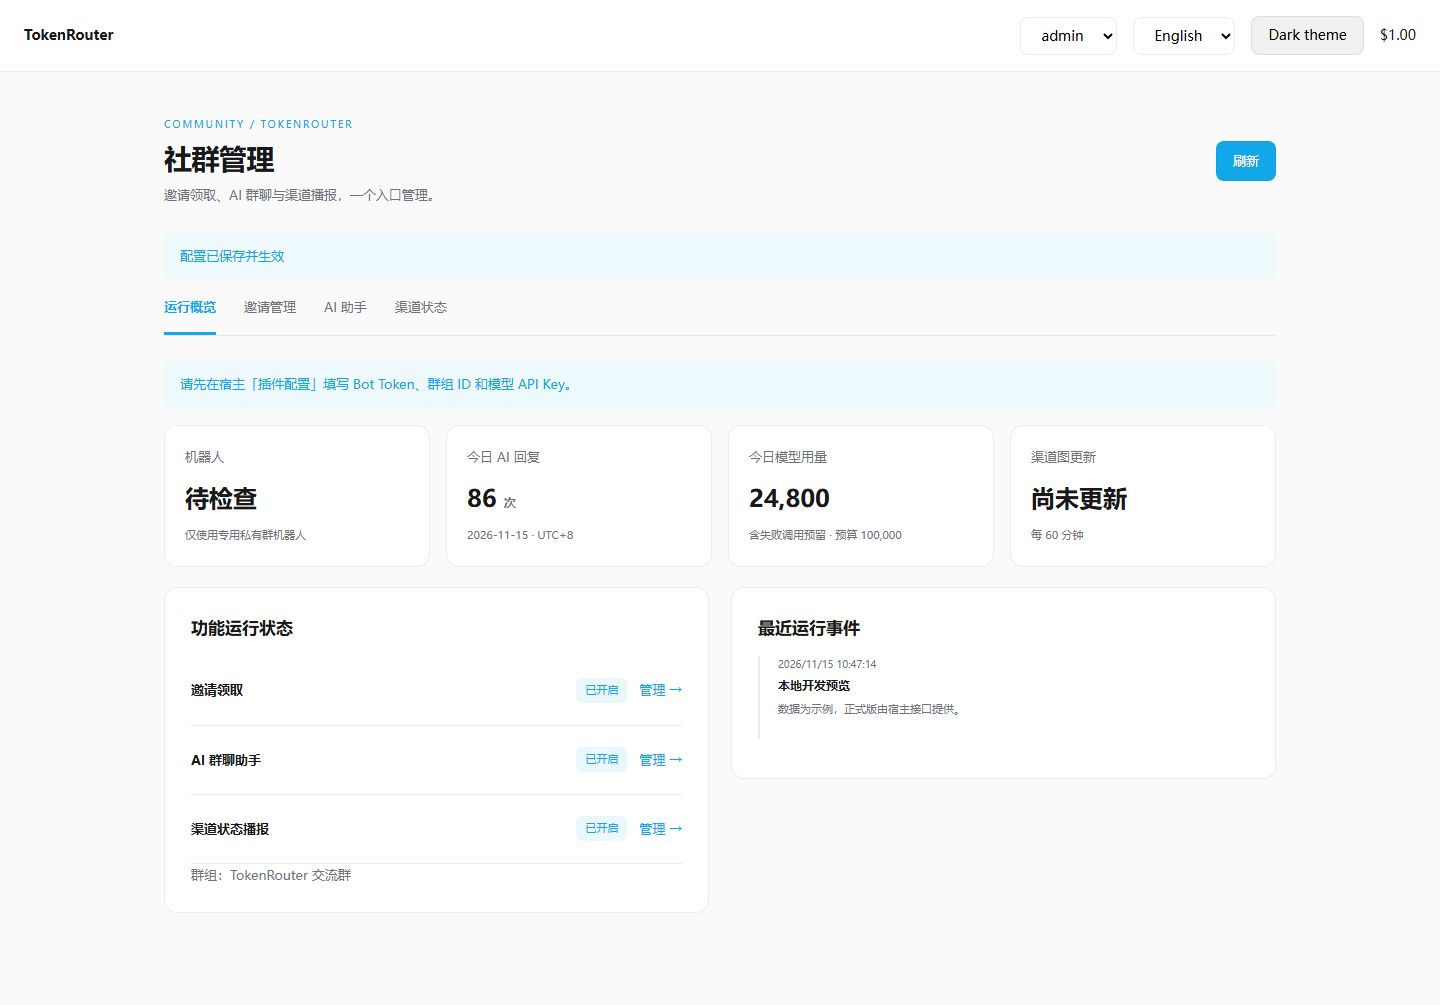 TokenRouter
admin
English
Dark theme
$1.00
COMMUNITY / TOKENROUTER
社群管理
邀请领取、AI 群聊与渠道播报，一个入口管理。
刷新
配置已保存并生效
运行概览
邀请管理
AI 助手
渠道状态
请先在宿主「插件配置」填写 Bot Token、群组 ID 和模型 API Key。
机器人
待检查
仅使用专用私有群机器人
今日 AI 回复
86 次
2026-11-15 · UTC+8
今日模型用量
24,800
含失败调用预留 · 预算 100,000
渠道图更新
尚未更新
每 60 分钟
功能运行状态
邀请领取
已开启
管理 →
AI 群聊助手
已开启
管理 →
渠道状态播报
已开启
管理 →
群组：TokenRouter 交流群
最近运行事件
2026/11/15 10:47:14
本地开发预览
数据为示例，正式版由宿主接口提供。